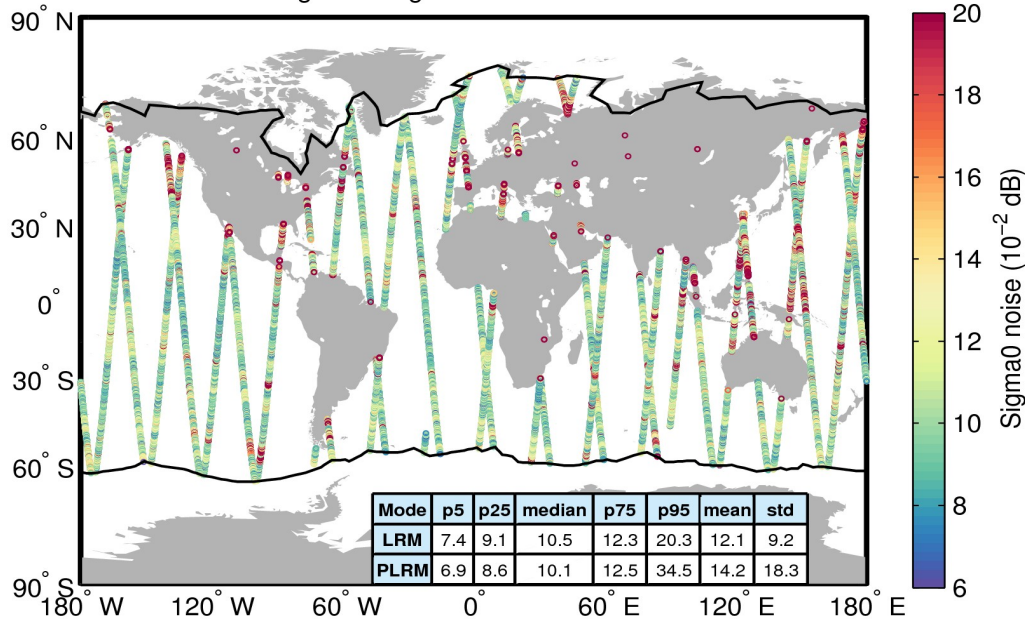 90° N
60° N
30° N
0°
30° S
60° S
90° S
180° W
120° W
60° W
0°
60° E
120° E
180° E
Mode p5 p25 median p75 p95 mean std
LRM 7.4 9.1 10.5 12.3 20.3 12.1 9.2
PLRM 6.9 8.6 10.1 12.5 34.5 14.2 18.3
20
18
16
14
12
10
8
6
Sigma0 noise (10⁻² dB)